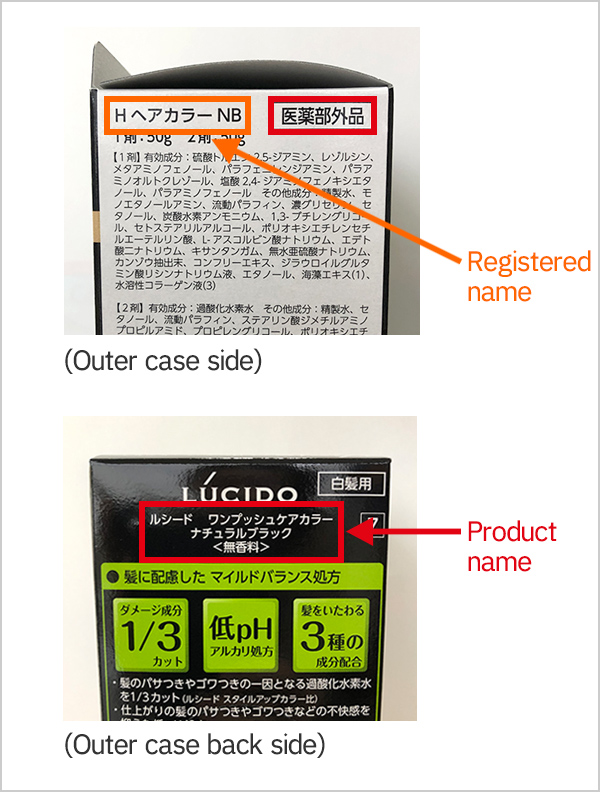 H ヘアカラー NB
医薬部外品
1剤:50g 2剤:50g
【1剤】有効成分:硫酸トルエン-2,5-ジアミン、レゾルシン、
メタアミノフェノール、パラフェニレンジアミン、パラア
ミノオルトクレゾール、塩酸2,4-ジアミノフェノキシエタ
ノール、パラアミノフェノール その他成分:精製水、モ
ノエタノールアミン、流動パラフィン、濃グリセリン、セ
タノール、炭酸水素アンモニウム、1,3-ブチレングリコ
ール、セトステアリルアルコール、ポリオキシエチレンセチ
ルエーテルリン酸、L-アスコルビン酸ナトリウム、エデト
酸二ナトリウム、キサンタンガム、無水亜硫酸ナトリウム、
カンゾウ抽出末、コンフリーエキス、ジラウロイルグルタ
ミン酸リシンナトリウム液、エタノール、海藻エキス(1)、
水溶性コラーゲン液(3)
【2剤】有効成分:過酸化水素水 その他成分:精製水、セ
タノール、流動パラフィン、ステアリン酸ジメチルアミノ
プロピルアミド、プロピレングリコール、ポリオキシエチ
Registered
name
(Outer case side)
LÚCIDO
白髪用
ルシード ワンプッシュケアカラー
ナチュラルブラック
<無香料>
Product
name
● 髪に配慮した マイルドバランス処方
ダメージ成分
1/3
カット
低pH
アルカリ処方
髪をいたわる
3種の
成分配合
・髪のパサつきやゴワつきの一因となる過酸化水素水
を1/3カット(ルシード スタイルアップカラー比)
・仕上がりの髪のパサつきやゴワつきなどの不快感を
(Outer case back side)